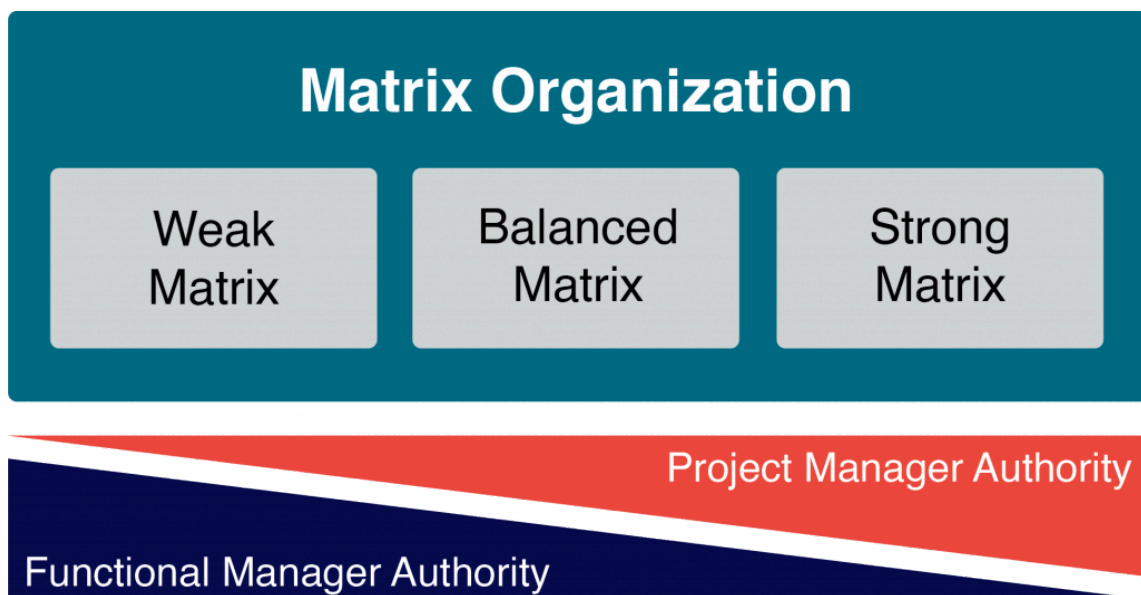 Matrix Organization
Weak
Matrix
Balanced
Matrix
Strong
Matrix
Project Manager Authority
Functional Manager Authority